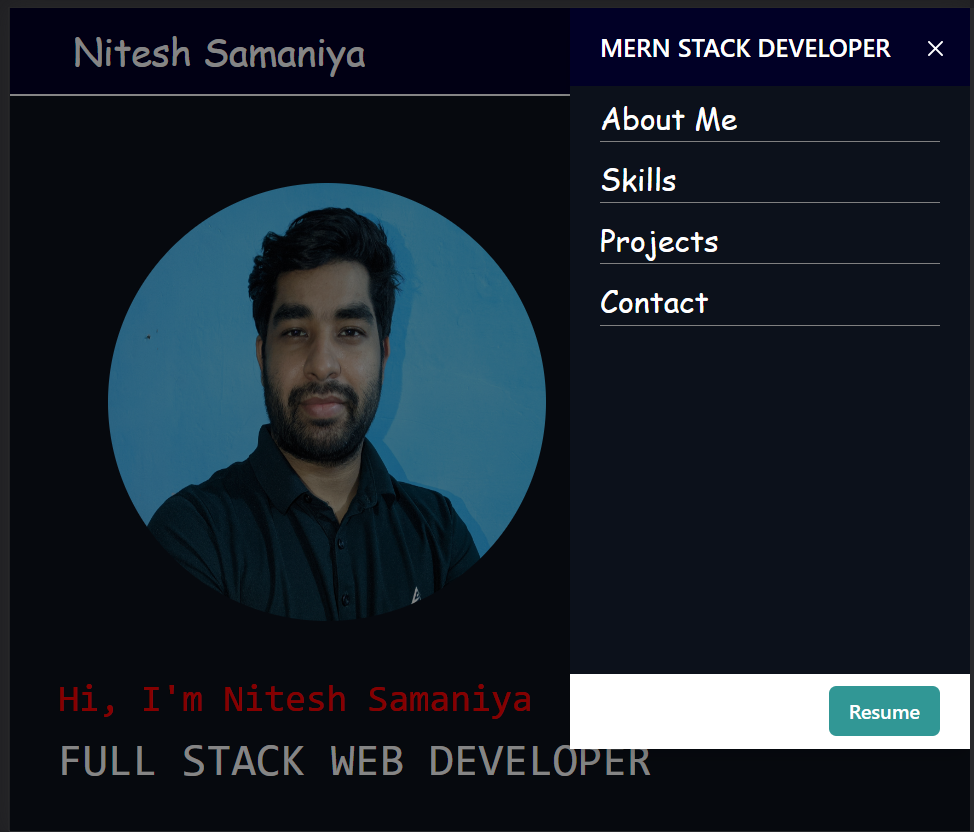 Nitesh Samaniya
MERN STACK DEVELOPER
About Me
Skills
Projects
Contact
Hi, I'm Nitesh Samaniya
FULL STACK WEB DEVELOPER
Resume